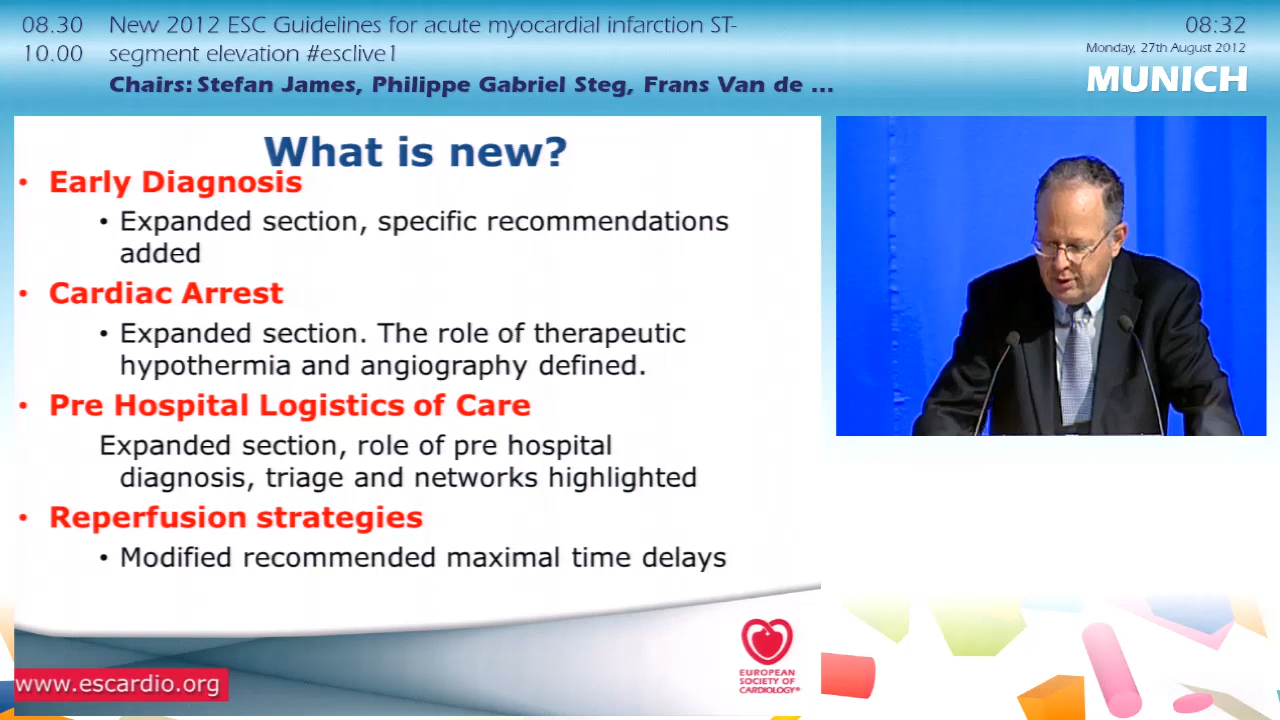 08.30
10.00
New 2012 ESC Guidelines for acute myocardial infarction ST-
segment elevation #esclive1
Chairs: Stefan James, Philippe Gabriel Steg, Frans Van de ...
08:32
Monday, 27th August 2012
MUNICH
What is new?
• Early Diagnosis
• Expanded section, specific recommendations
added
• Cardiac Arrest
• Expanded section. The role of therapeutic
hypothermia and angiography defined.
• Pre Hospital Logistics of Care
Expanded section, role of pre hospital
diagnosis, triage and networks highlighted
• Reperfusion strategies
• Modified recommended maximal time delays
www.escardio.org
EUROPEAN
SOCIETY OF
CARDIOLOGY®